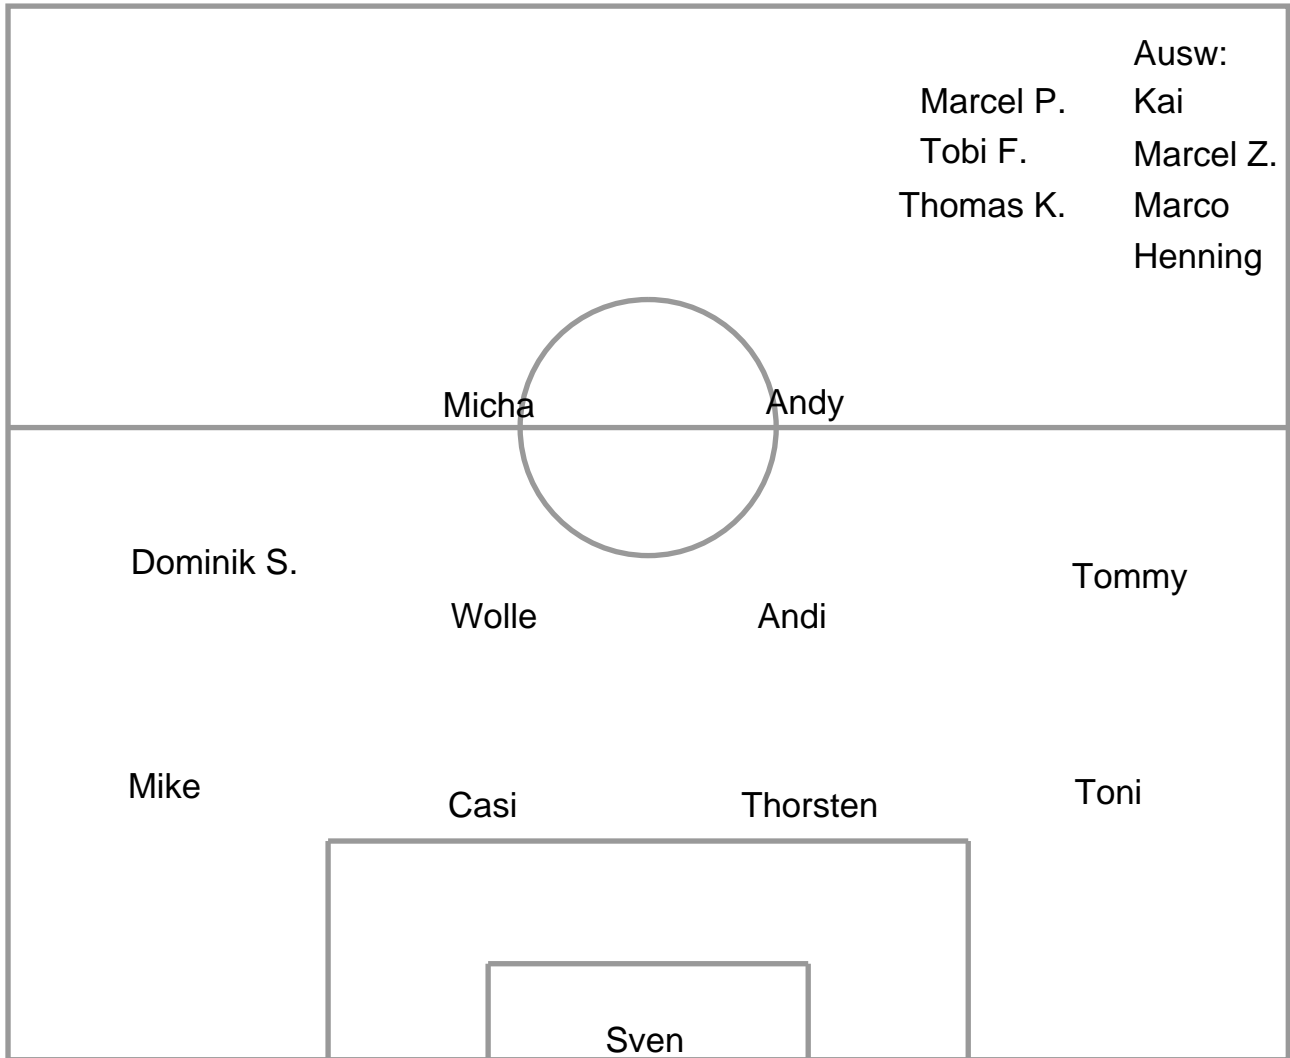 Ausw:
Marcel P. Kai
Tobi F. Marcel Z.
Thomas K. Marco
Henning
Micha Andy
Dominik S. Tommy
Wolle Andi
Mike Toni
Casi Thorsten
Sven